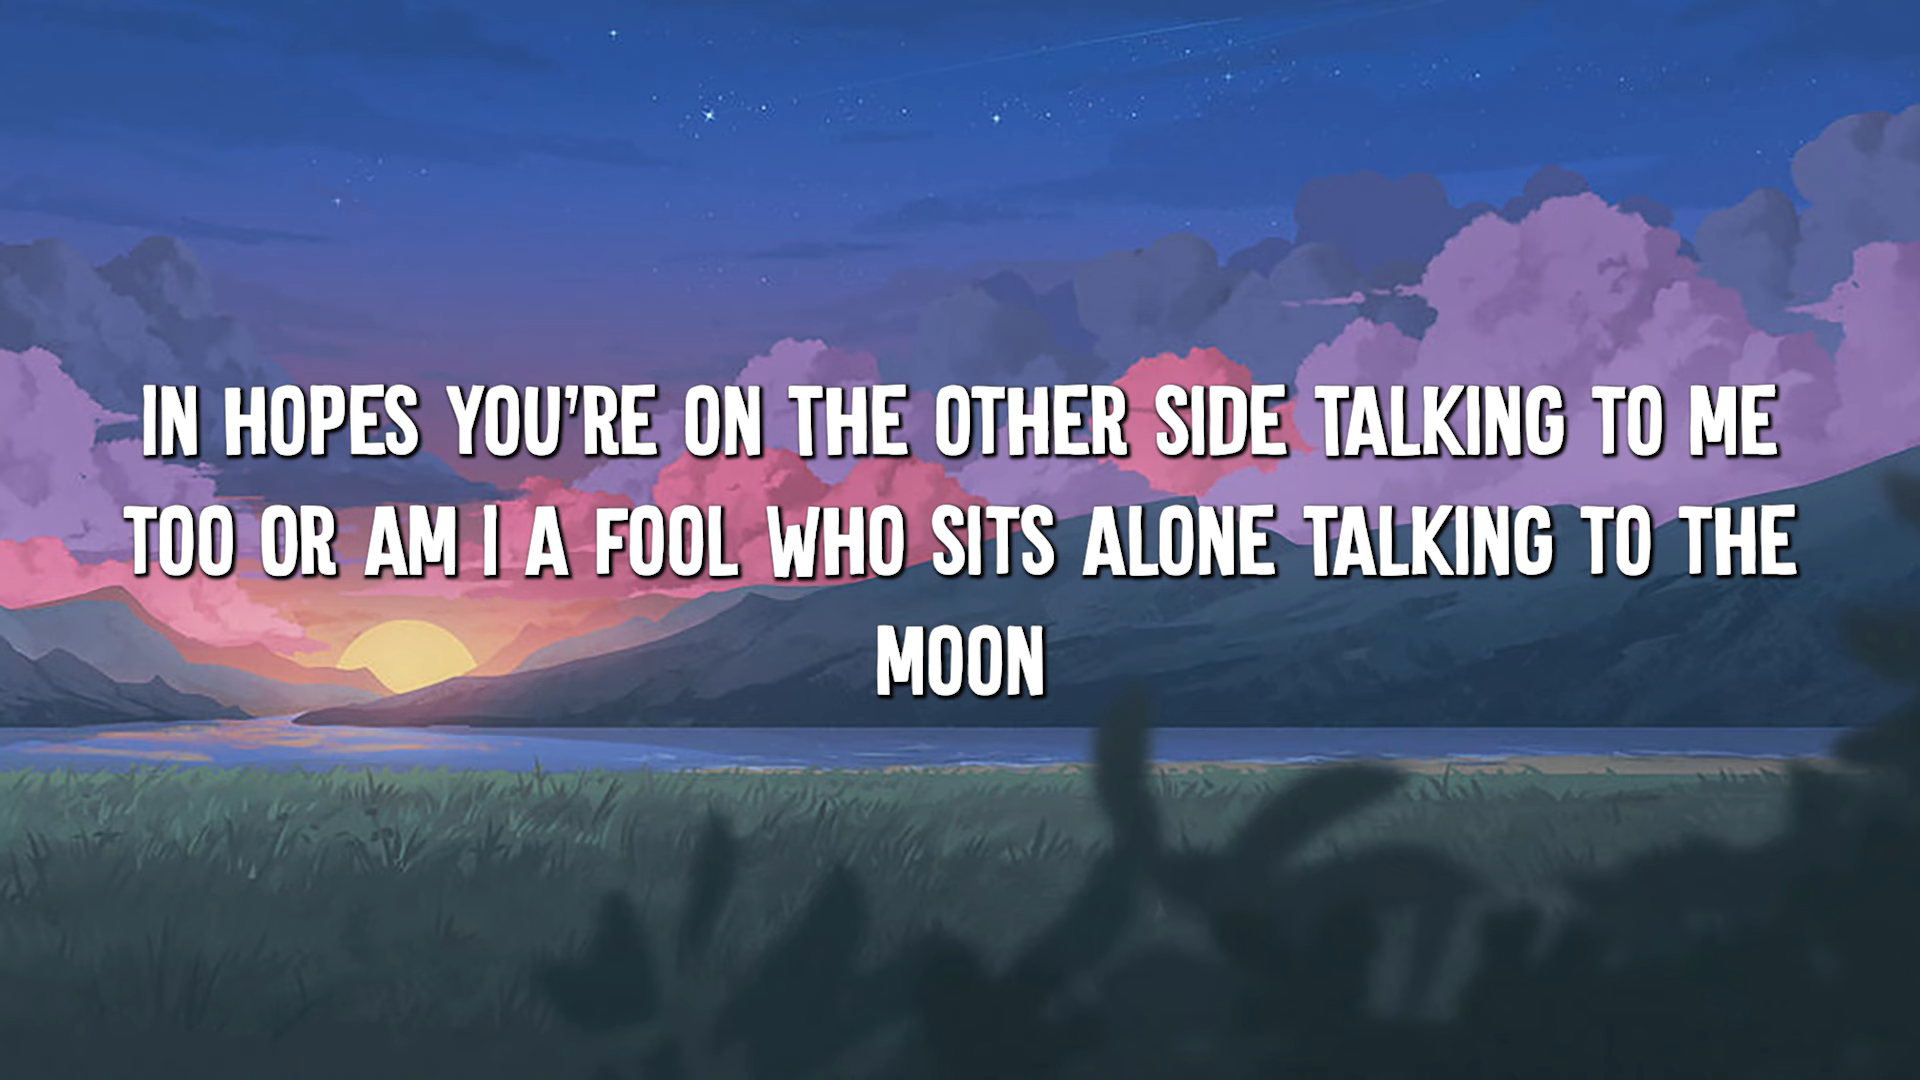 IN HOPES YOU'RE ON THE OTHER SIDE TALKING TO ME
TOO OR AM I A FOOL WHO SITS ALONE TALKING TO THE
MOON